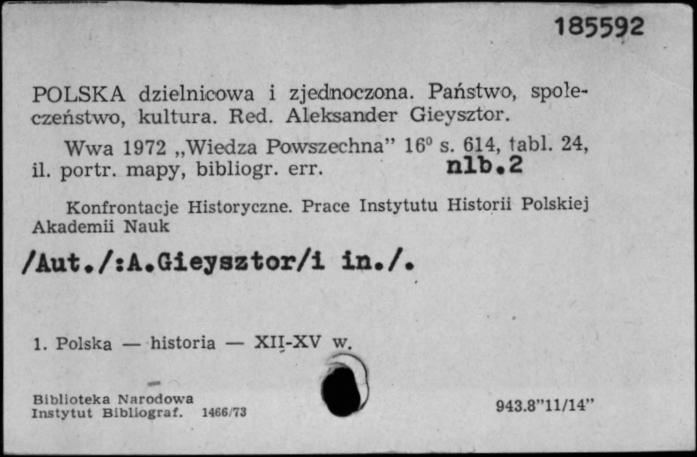 185592
POLSKA dzielnicowa i zjednoczona. Państwo, społe-
czeństwo, kultura. Red. Aleksander Gieysztor.
Wwa 1972 „Wiedza Powszechna” 16⁰ s. 614, tabl. 24,
il. portr. mapy, bibliogr. err. nlb.2
Konfrontacje Historyczne. Prace Instytutu Historii Polskiej
Akademii Nauk
/Aut./:A.Gieysztor/i in./.
1. Polska — historia — XII-XV w.
Biblioteka Narodowa
Instytut Bibliograf. 1466/73
943.8”11/14”